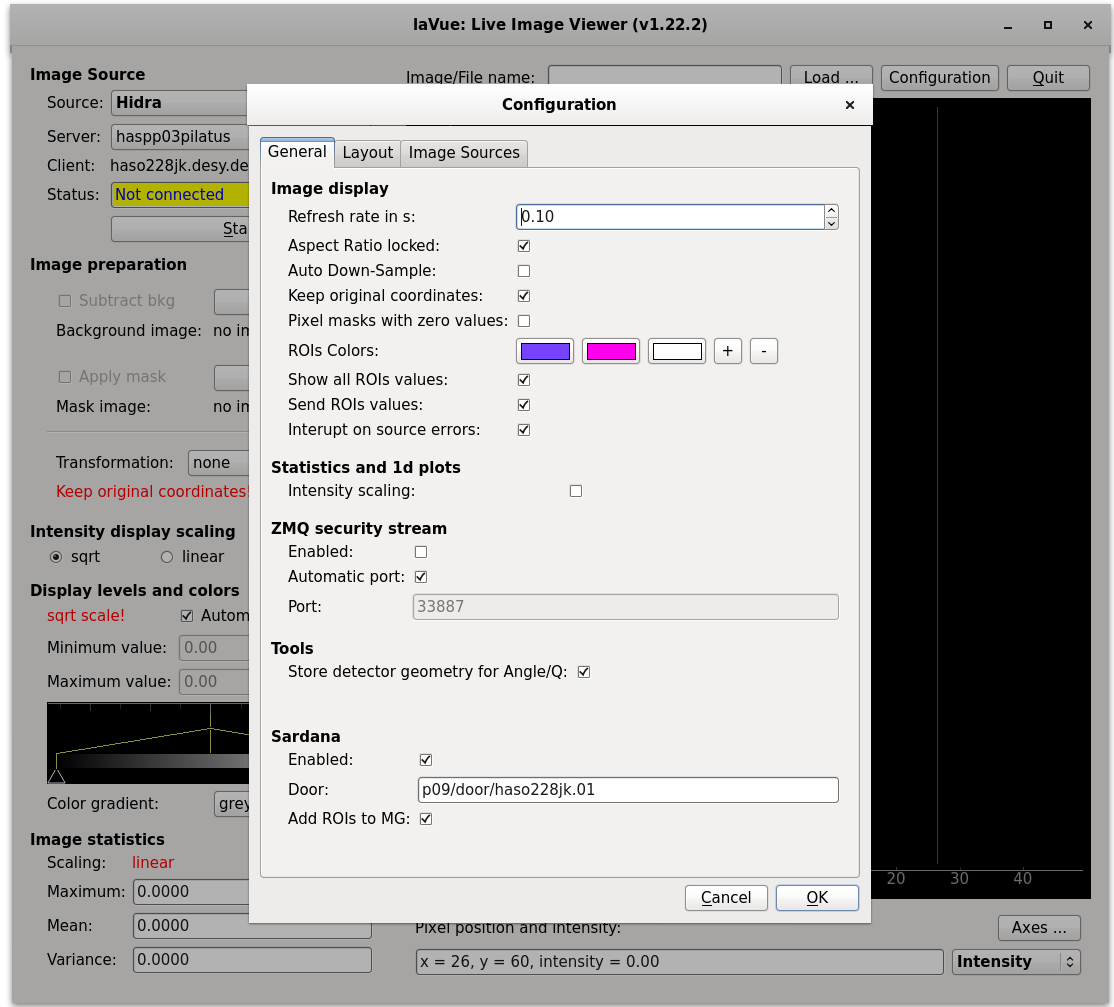 laVue: Live Image Viewer (v1.22.2)
Image Source
Image/File name:
Load ...
Configuration
Quit
Source: Hidra
Server: haspp03pilatus
Client: haso228jk.desy.de
Status: Not connected
Sta
Image preparation
Subtract bkg
Background image: no im
Apply mask
Mask image: no im
Transformation: none
Keep original coordinates!
Intensity display scaling
sqrt linear
Display levels and colors
sqrt scale! Autom
Minimum value: 0.00
Maximum value: 0.00
Color gradient: grey
Image statistics
Scaling: linear
Maximum: 0.0000
Mean: 0.0000
Variance: 0.0000
Configuration
General Layout Image Sources
Image display
Refresh rate in s: 0.10
Aspect Ratio locked:
Auto Down-Sample:
Keep original coordinates:
Pixel masks with zero values:
ROIs Colors: + -
Show all ROIs values:
Send ROIs values:
Interupt on source errors:
Statistics and 1d plots
Intensity scaling:
ZMQ security stream
Enabled:
Automatic port:
Port: 33887
Tools
Store detector geometry for Angle/Q:
Sardana
Enabled:
Door: p09/door/haso228jk.01
Add ROIs to MG:
Cancel OK
20 30 40
Pixel position and intensity:
Axes ...
x = 26, y = 60, intensity = 0.00
Intensity